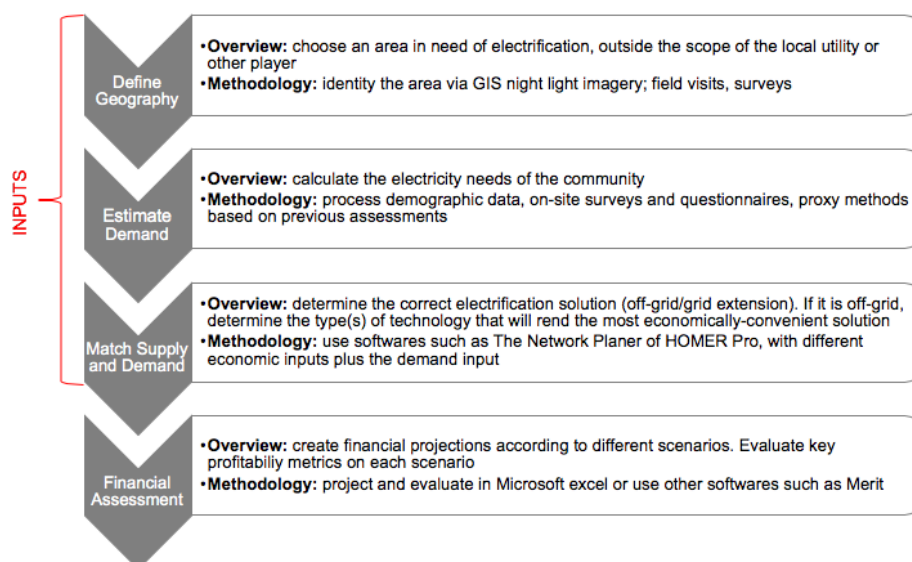 INPUTS
Define
Geography
•Overview: choose an area in need of electrification, outside the scope of the local utility or
other player
•Methodology: identity the area via GIS night light imagery; field visits, surveys
Estimate
Demand
•Overview: calculate the electricity needs of the community
•Methodology: process demographic data, on-site surveys and questionnaires, proxy methods
based on previous assessments
Match Supply
and Demand
•Overview: determine the correct electrification solution (off-grid/grid extension). If it is off-grid,
determine the type(s) of technology that will rend the most economically-convenient solution
•Methodology: use softwares such as The Network Planer of HOMER Pro, with different
economic inputs plus the demand input
Financial
Assessment
•Overview: create financial projections according to different scenarios. Evaluate key
profitabiliy metrics on each scenario
•Methodology: project and evaluate in Microsoft excel or use other softwares such as Merit